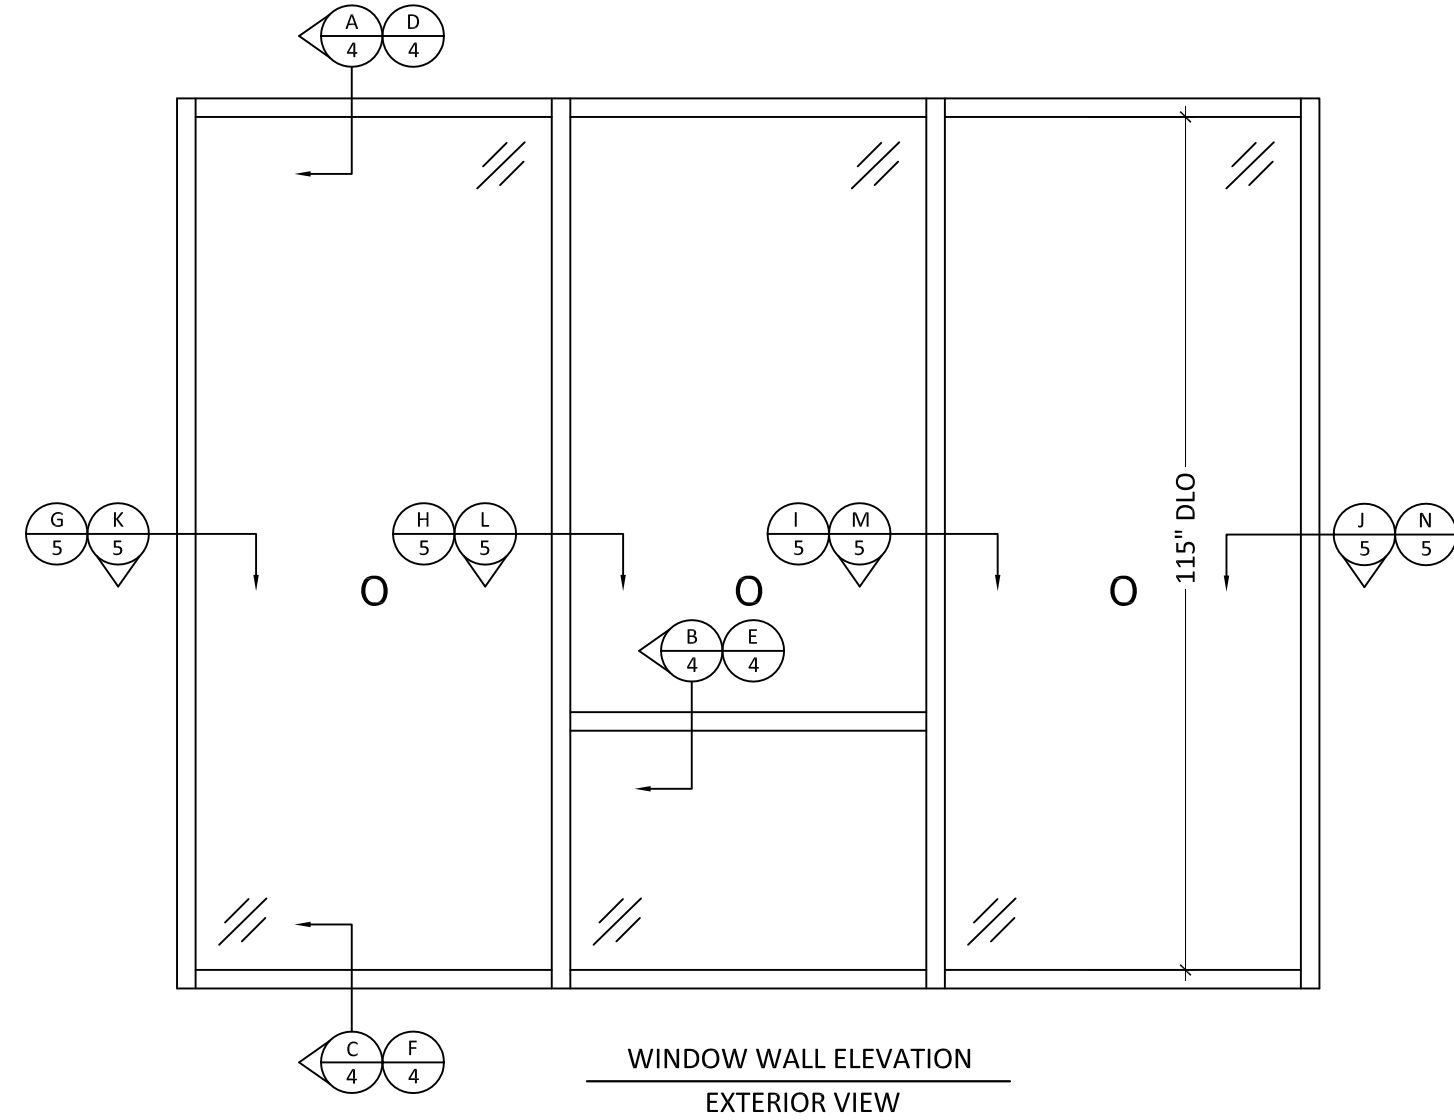 A D
4 4
G K H L I M J N
5 5 5 5 5 5 5 5
115" DLO
O O O
B E
4 4
C F
4 4
WINDOW WALL ELEVATION
EXTERIOR VIEW